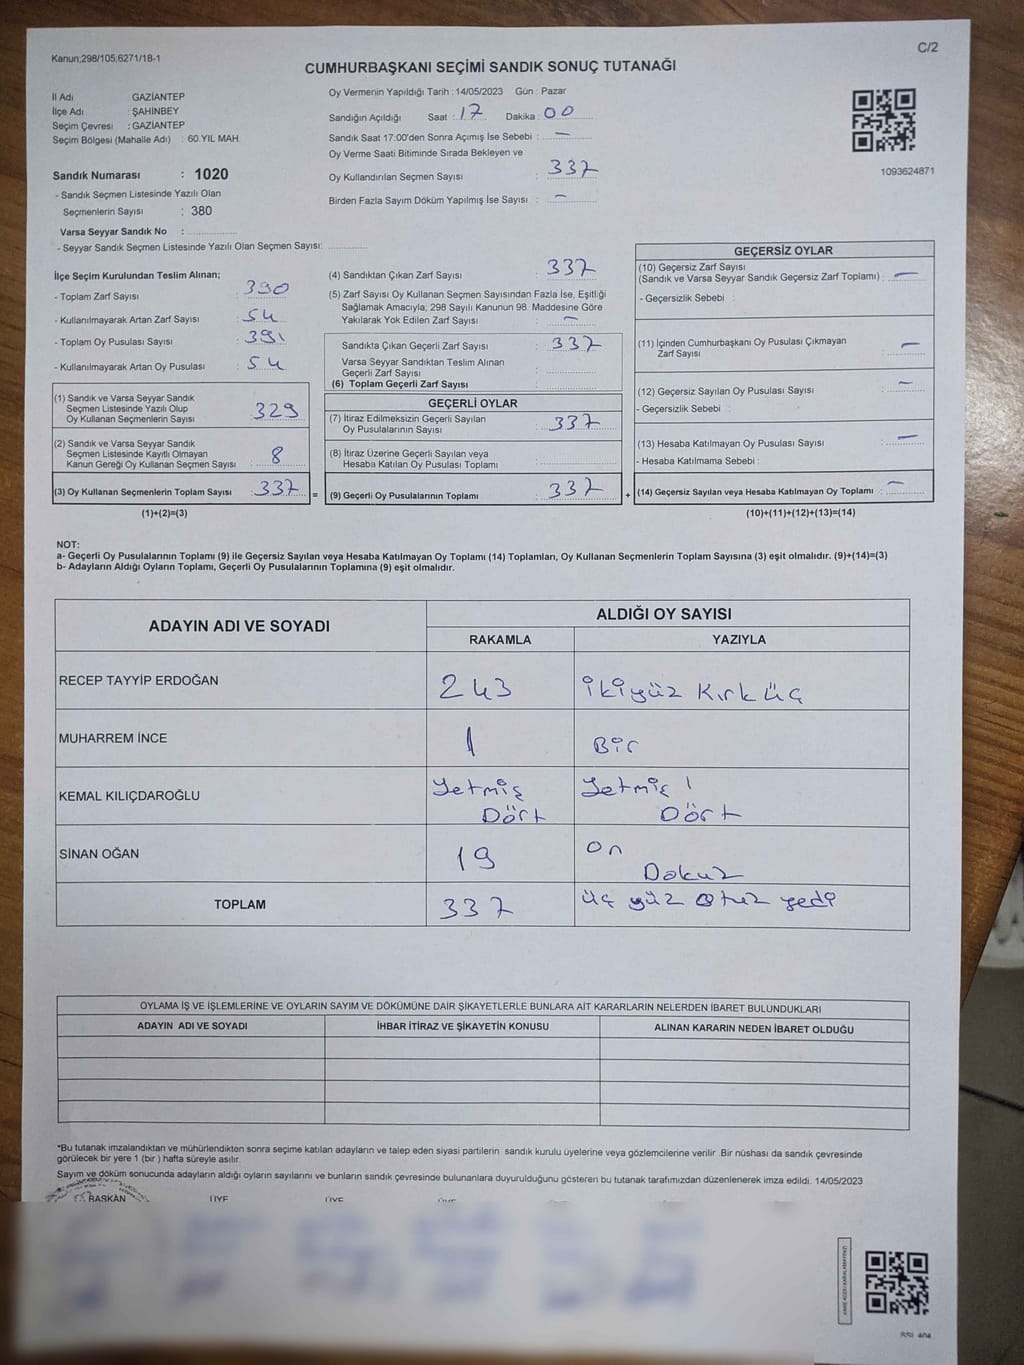 Kanun;298/105;6271/18-1
C/2
CUMHURBAŞKANI SEÇİMİ SANDIK SONUÇ TUTANAĞI
İl Adı : GAZİANTEP
İlçe Adı : ŞAHİNBEY
Seçim Çevresi : GAZİANTEP
Seçim Bölgesi (Mahalle Adı) : 60.YIL MAH.
Sandık Numarası : 1020
- Sandık Seçmen Listesinde Yazılı Olan
Seçmenlerin Sayısı : 380
Varsa Seyyar Sandık No :
- Seyyar Sandık Seçmen Listesinde Yazılı Olan Seçmen Sayısı:
Oy Vermenin Yapıldığı Tarih : 14/05/2023 Gün : Pazar
Sandığın Açıldığı Saat : 17 Dakika : 00
Sandık Saat 17:00'den Sonra Açımış İse Sebebi : —
Oy Verme Saati Bitiminde Sırada Bekleyen ve
Oy Kullandırılan Seçmen Sayısı : 337
Birden Fazla Sayım Döküm Yapılmış İse Sayısı : —
1093624871
İlçe Seçim Kurulundan Teslim Alınan;
- Toplam Zarf Sayısı : 390
- Kullanılmayarak Artan Zarf Sayısı : 54
- Toplam Oy Pusulası Sayısı : 391
- Kullanılmayarak Artan Oy Pusulası : 54
(1) Sandık ve Varsa Seyyar Sandık
Seçmen Listesinde Yazılı Olup
Oy Kullanan Seçmenlerin Sayısı : 329
(2) Sandık ve Varsa Seyyar Sandık
Seçmen Listesinde Kayıtlı Olmayan
Kanun Gereği Oy Kullanan Seçmen Sayısı : 8
(3) Oy Kullanan Seçmenlerin Toplam Sayısı : 337 =
(1)+(2)=(3)
(4) Sandıktan Çıkan Zarf Sayısı : 337
(5) Zarf Sayısı Oy Kullanan Seçmen Sayısından Fazla İse, Eşitliği
Sağlamak Amacıyla, 298 Sayılı Kanunun 98. Maddesine Göre
Yakılarak Yok Edilen Zarf Sayısı : —
Sandıkta Çıkan Geçerli Zarf Sayısı : 337
Varsa Seyyar Sandıktan Teslim Alınan
Geçerli Zarf Sayısı :
(6) Toplam Geçerli Zarf Sayısı :
GEÇERLİ OYLAR
(7) İtiraz Edilmeksizin Geçerli Sayılan
Oy Pusulalarının Sayısı : 337
(8) İtiraz Üzerine Geçerli Sayılan veya
Hesaba Katılan Oy Pusulası Toplamı :
(9) Geçerli Oy Pusulalarının Toplamı : 337 +
GEÇERSİZ OYLAR
(10) Geçersiz Zarf Sayısı
(Sandık ve Varsa Seyyar Sandık Geçersiz Zarf Toplamı) : —
- Geçersizlik Sebebi :
(11) İçinden Cumhurbaşkanı Oy Pusulası Çıkmayan
Zarf Sayısı : —
(12) Geçersiz Sayılan Oy Pusulası Sayısı : —
- Geçersizlik Sebebi :
(13) Hesaba Katılmayan Oy Pusulası Sayısı : —
- Hesaba Katılmama Sebebi :
(14) Geçersiz Sayılan veya Hesaba Katılmayan Oy Toplamı : —
(10)+(11)+(12)+(13)=(14)
NOT:
a- Geçerli Oy Pusulalarının Toplamı (9) ile Geçersiz Sayılan veya Hesaba Katılmayan Oy Toplamı (14) Toplamları, Oy Kullanan Seçmenlerin Toplam Sayısına (3) eşit olmalıdır. (9)+(14)=(3)
b- Adayların Aldığı Oyların Toplamı, Geçerli Oy Pusulalarının Toplamına (9) eşit olmalıdır.
ADAYIN ADI VE SOYADI
ALDIĞI OY SAYISI
RAKAMLA YAZIYLA
RECEP TAYYİP ERDOĞAN 243 ikiyüz Kırk üç
MUHARREM İNCE 1 Bir
KEMAL KILIÇDAROĞLU Yetmiş Dört Yetmiş Dört
SİNAN OĞAN 19 on Dokuz
TOPLAM 337 üç yüz otuz yedi
OYLAMA İŞ VE İŞLEMLERİNE VE OYLARIN SAYIM VE DÖKÜMÜNE DAİR ŞİKAYETLERLE BUNLARA AİT KARARLARIN NELERDEN İBARET BULUNDUKLARI
ADAYIN ADI VE SOYADI İHBAR İTİRAZ VE ŞİKAYETİN KONUSU ALINAN KARARIN NEDEN İBARET OLDUĞU
*Bu tutanak imzalandıktan ve mühürlendikten sonra seçime katılan adayların ve talep eden siyasi partilerin sandık kurulu üyelerine veya gözlemcilerine verilir .Bir nüshası da sandık çevresinde
görülecek bir yere 1 (bir ) hafta süreyle asılır.
Sayım ve döküm sonucunda adayların aldığı oyların sayılarını ve bunların sandık çevresinde bulunanlara duyurulduğunu gösteren bu tutanak tarafımızdan düzenlenerek imza edildi. 14/05/2023
BAŞKAN ÜYE ÜYE ÜYE